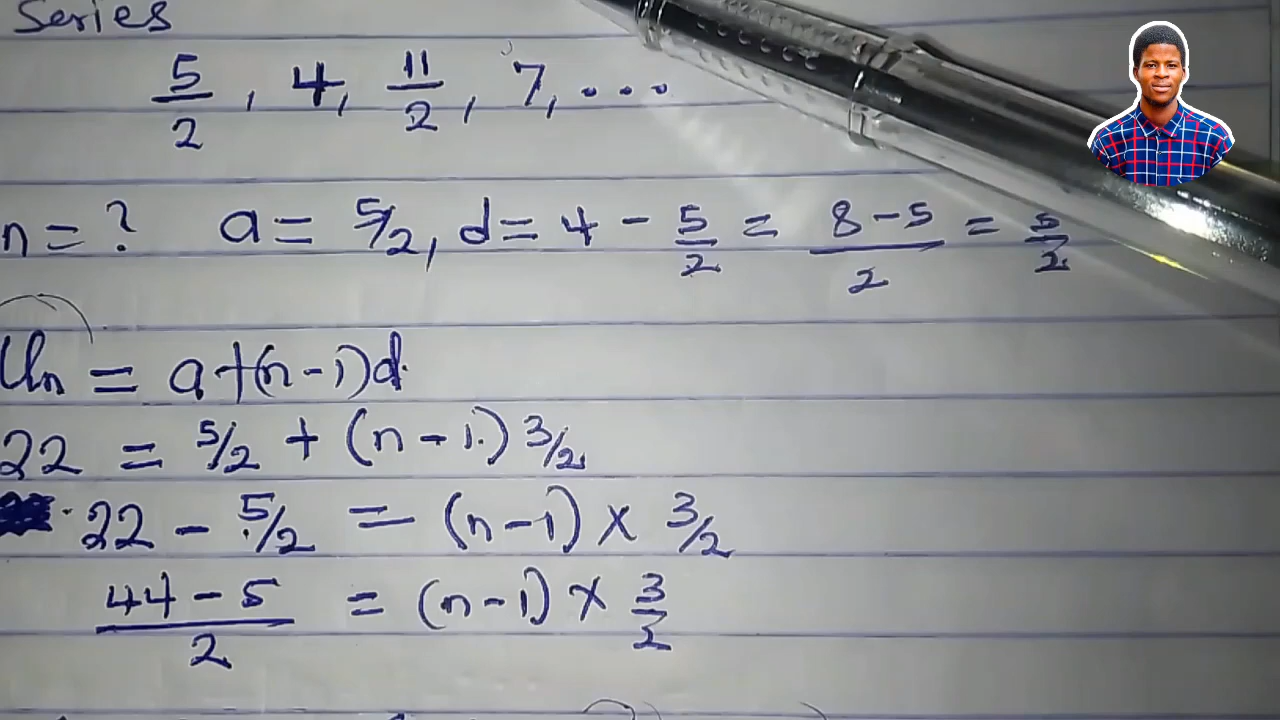 Series
5/2, 4, 11/2, 7, ...
n = ? a = 5/2, d = 4 - 5/2 = 8-5/2 = 5/2
Un = a+(n-1)d
22 = 5/2 + (n-1) 3/2
22 - 5/2 = (n-1) × 3/2
44-5/2 = (n-1) × 3/2